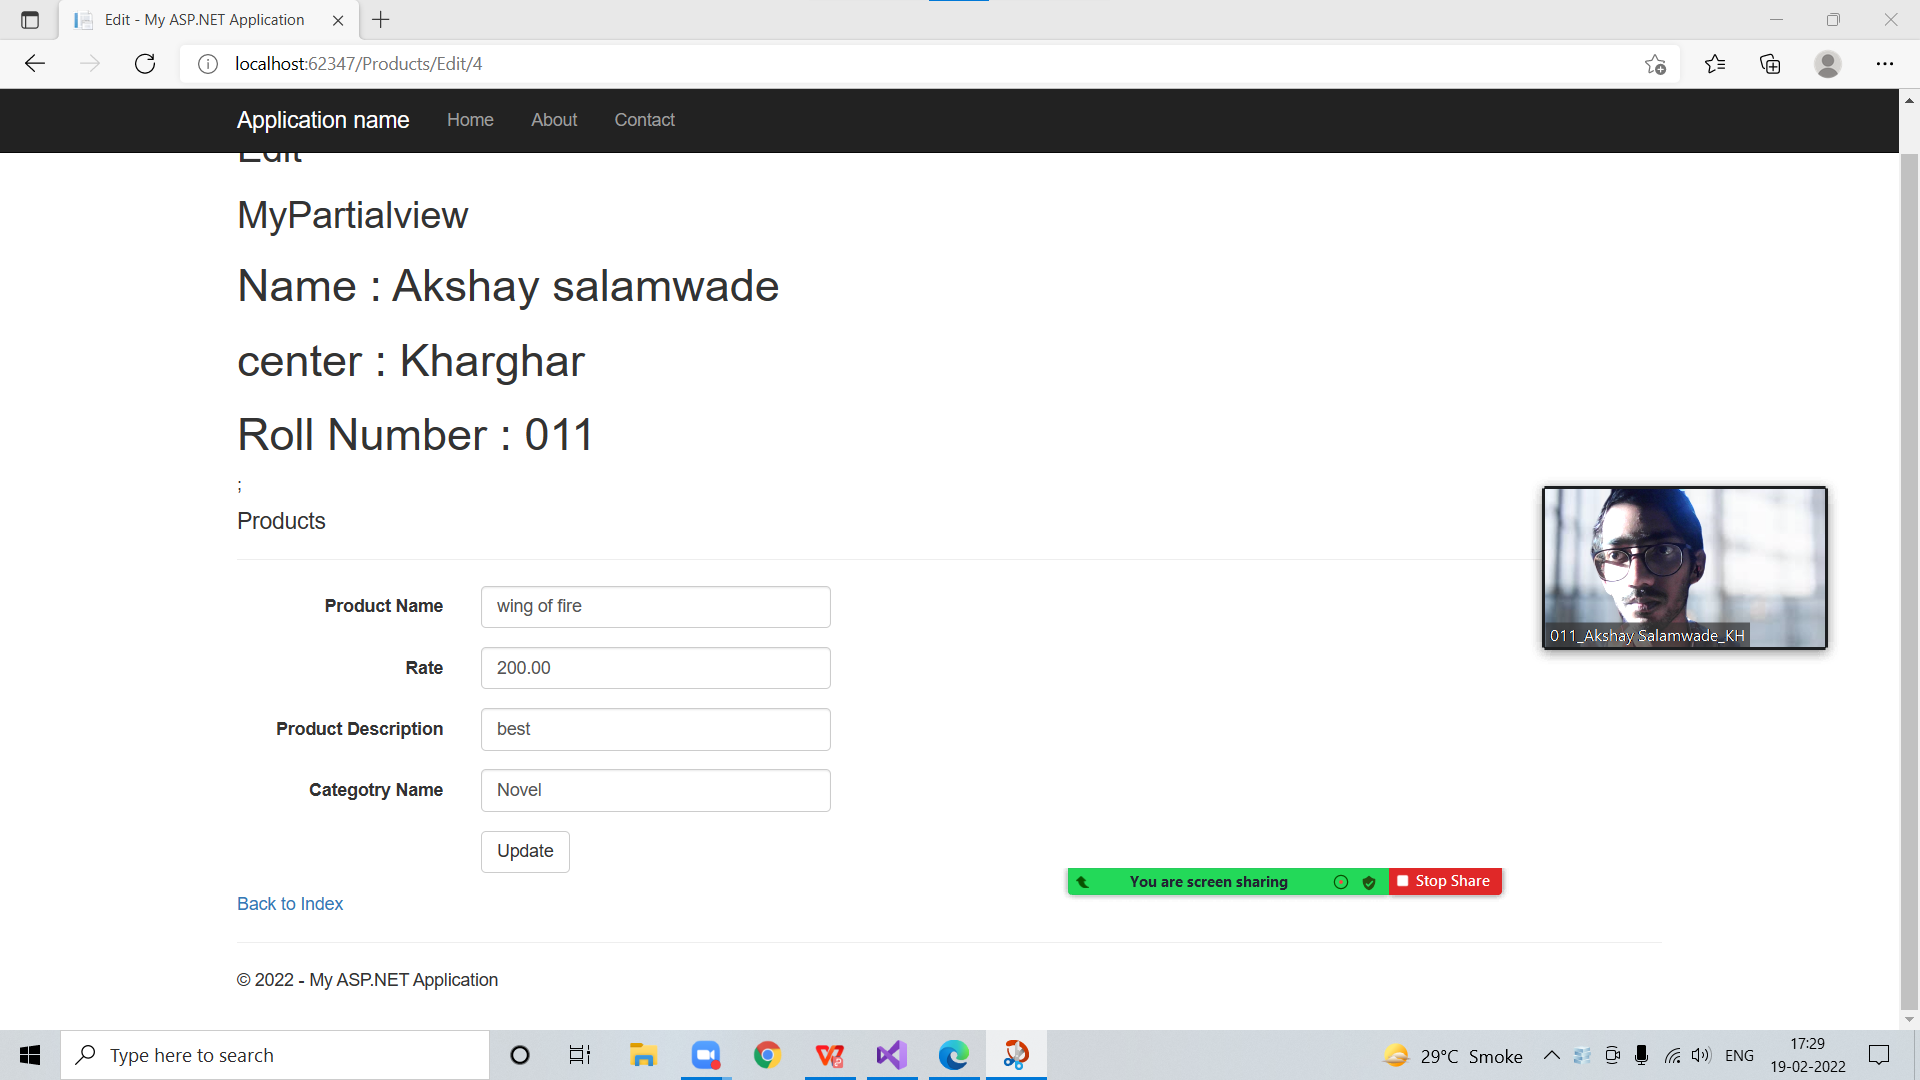 Edit - My ASP.NET Application
localhost:62347/Products/Edit/4
Application name Home About Contact
Edit
MyPartialview
Name : Akshay salamwade
center : Kharghar
Roll Number : 011
;
Products
Product Name wing of fire
Rate 200.00
Product Description best
Categotry Name Novel
Update
011_Akshay Salamwade_KH
You are screen sharing Stop Share
Back to Index
© 2022 - My ASP.NET Application
Type here to search
29°C Smoke
ENG
17:29
19-02-2022